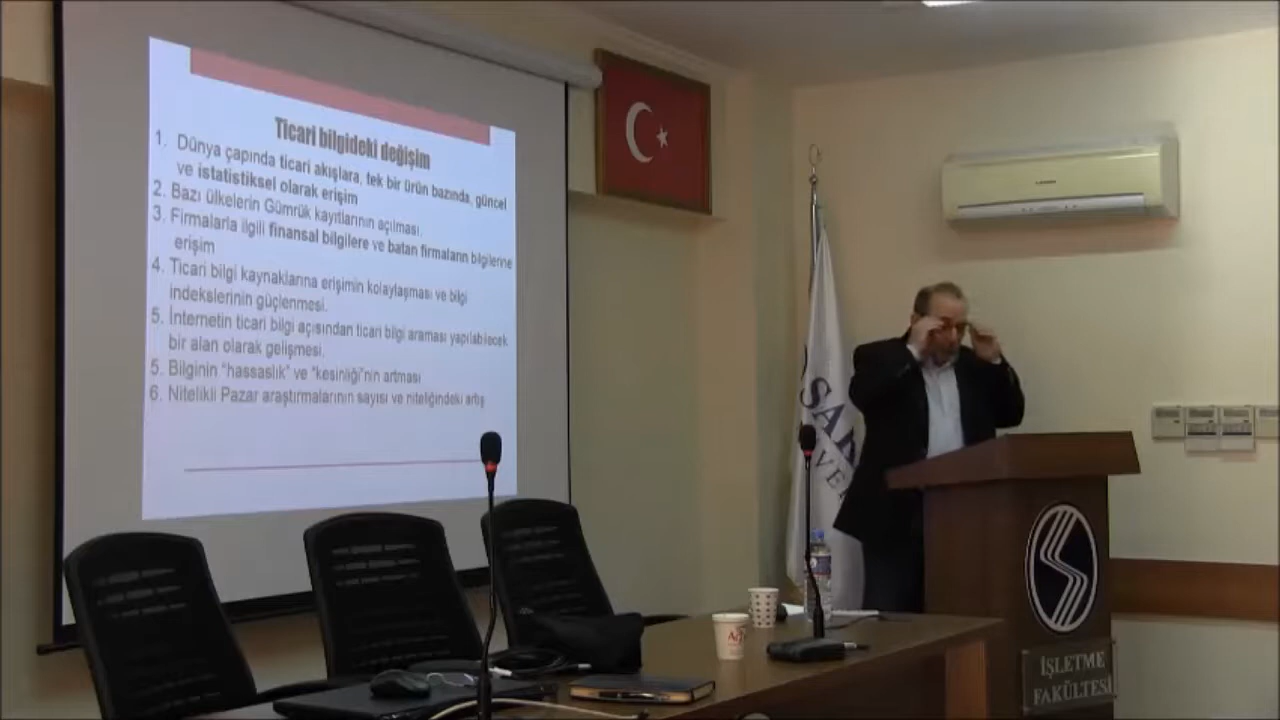 Ticari bilgideki değişim
1. Dünya çapında ticari akışlara, tek bir ürün bazında, güncel
ve istatistiksel olarak erişim
2. Bazı ülkelerin Gümrük kayıtlarının açılması.
3. Firmalarla ilgili finansal bilgilere ve batan firmaların bilgilerine
erişim
4. Ticari bilgi kaynaklarına erişimin kolaylaşması ve bilgi
indekslerinin güçlenmesi.
5. İnternetin ticari bilgi açısından ticari bilgi araması yapılabilecek
bir alan olarak gelişmesi.
5. Bilginin “hassaslık” ve “kesinliği”nin artması
6. Nitelikli Pazar araştırmalarının sayısı ve niteliğindeki artış
SA
İŞLETME
FAKÜLTESİ